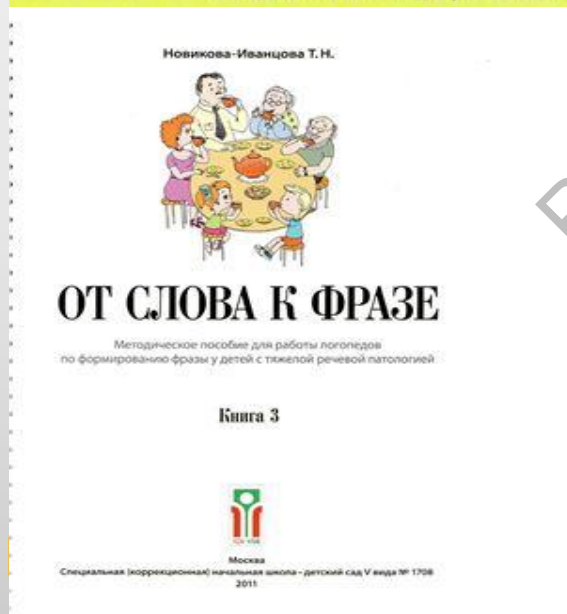 Новикова-Иванцова Т.Н.
ОТ СЛОВА К ФРАЗЕ
Методическое пособие для работы логопедов
по формированию фразы у детей с тяжелой речевой патологией
Книга 3
Москва
Специальная (коррекционная) начальная школа – детский сад V вида № 1708
2011